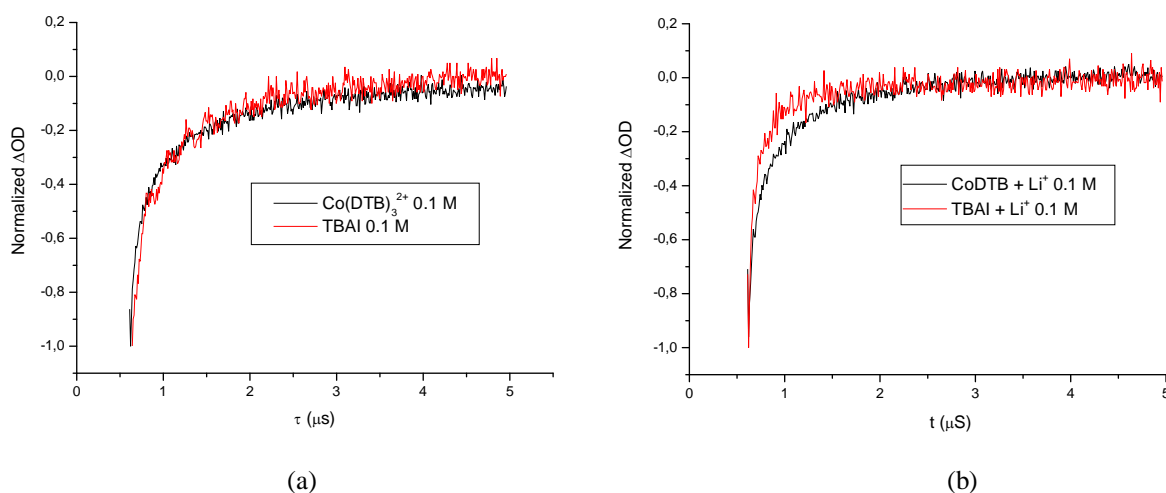 0,2
0,0
-0,2
-0,4
-0,6
-0,8
-1,0
Normalized ΔOD
Co(DTB)₃²⁺ 0.1 M
TBAI 0.1 M
0 1 2 3 4 5
τ (μs)
(a)
0,2
0,0
-0,2
-0,4
-0,6
-0,8
-1,0
Normalized ΔOD
CoDTB + Li⁺ 0.1 M
TBAI + Li⁺ 0.1 M
0 1 2 3 4 5
t (μS)
(b)